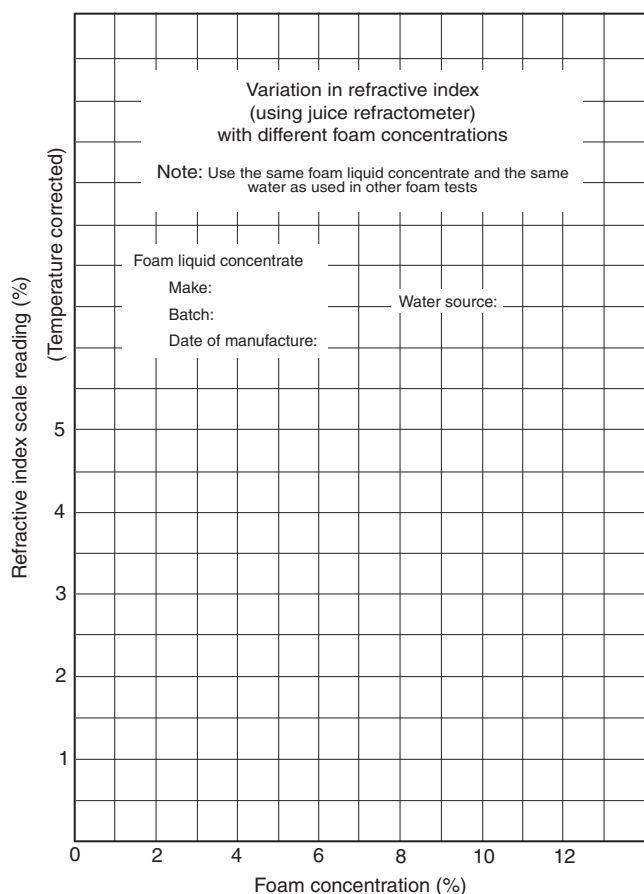 Variation in refractive index
(using juice refractometer)
with different foam concentrations
Note: Use the same foam liquid concentrate and the same
water as used in other foam tests
Foam liquid concentrate
Make:
Batch:
Date of manufacture:
Water source:
Refractive index scale reading (%)
(Temperature corrected)
5
4
3
2
1
0
2
4
6
8
10
12
Foam concentration (%)